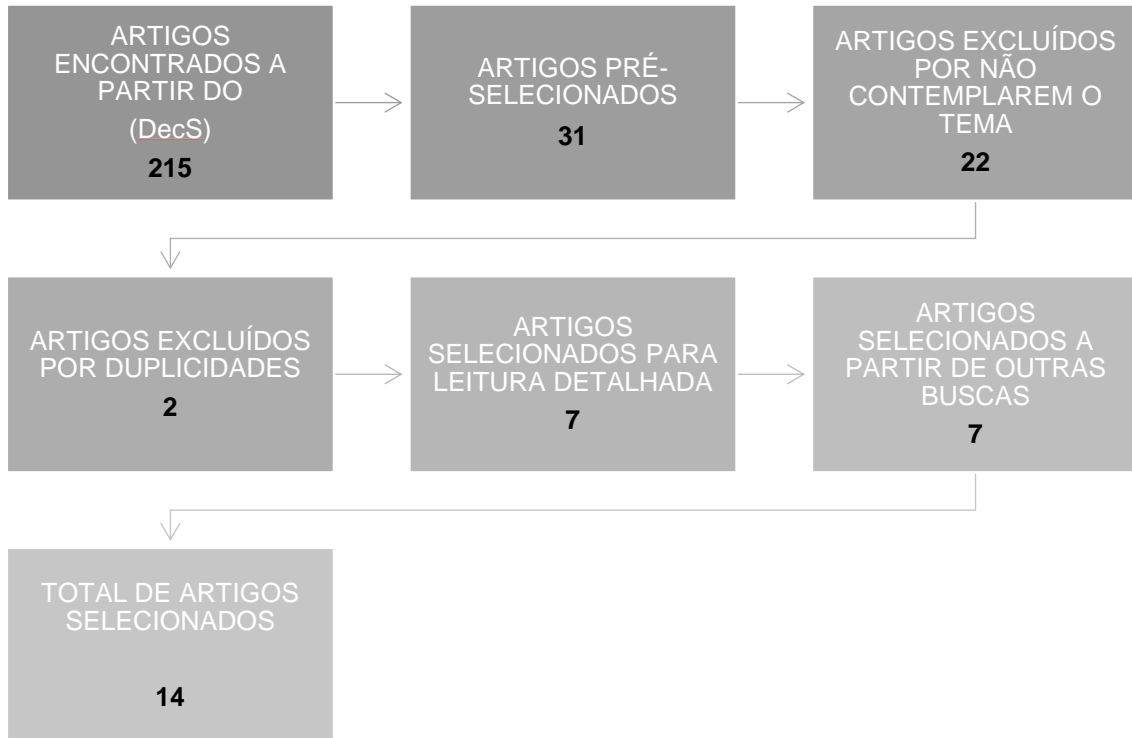 ARTIGOS
ENCONTRADOS A
PARTIR DO
(DecS)
215
ARTIGOS PRÉ-
SELECIONADOS
31
ARTIGOS EXCLUÍDOS
POR NÃO
CONTEMPLAREM O
TEMA
22
ARTIGOS EXCLUÍDOS
POR DUPLICIDADES
2
ARTIGOS
SELECIONADOS PARA
LEITURA DETALHADA
7
ARTIGOS
SELECIONADOS A
PARTIR DE OUTRAS
BUSCAS
7
TOTAL DE ARTIGOS
SELECIONADOS
14